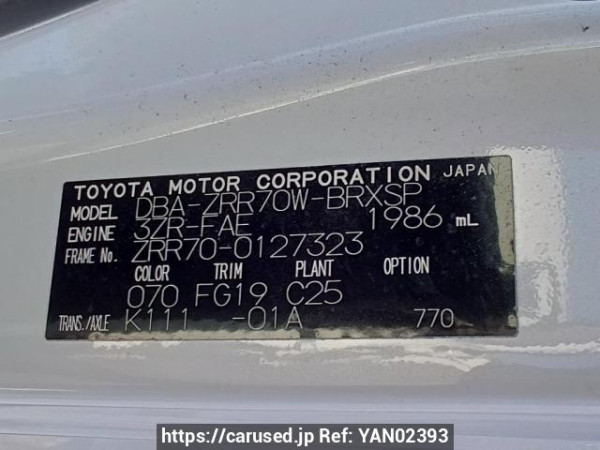 TOYOTA MOTOR CORPORATION JAPAN
MODEL DBA-ZRR70W-BRXSP
ENGINE 3ZR-FAE 1986 mL
FRAME No. ZRR70-0127323
COLOR TRIM PLANT OPTION
070 FG19 C25
TRANS./AXLE K111 -01A 770
https://carused.jp Ref: YAN02393